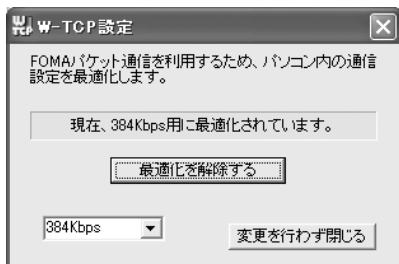 W-TCP設定
FOMAパケット通信を利用するため、パソコン内の通信
設定を最適化します。
現在、384Kbps用に最適化されています。
最適化を解除する
384Kbps
変更を行わず閉じる